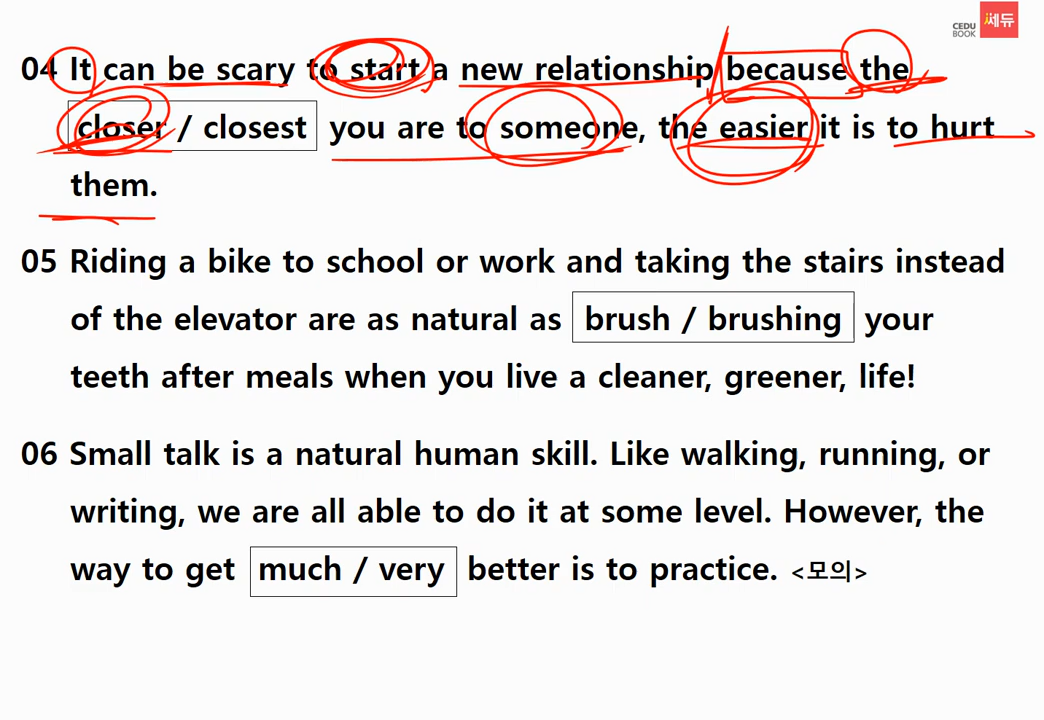 CEDU
BOOK
쎄듀
04 It can be scary to start a new relationship because the
closer / closest you are to someone, the easier it is to hurt
them.
05 Riding a bike to school or work and taking the stairs instead
of the elevator are as natural as brush / brushing your
teeth after meals when you live a cleaner, greener, life!
06 Small talk is a natural human skill. Like walking, running, or
writing, we are all able to do it at some level. However, the
way to get much / very better is to practice. <모의>